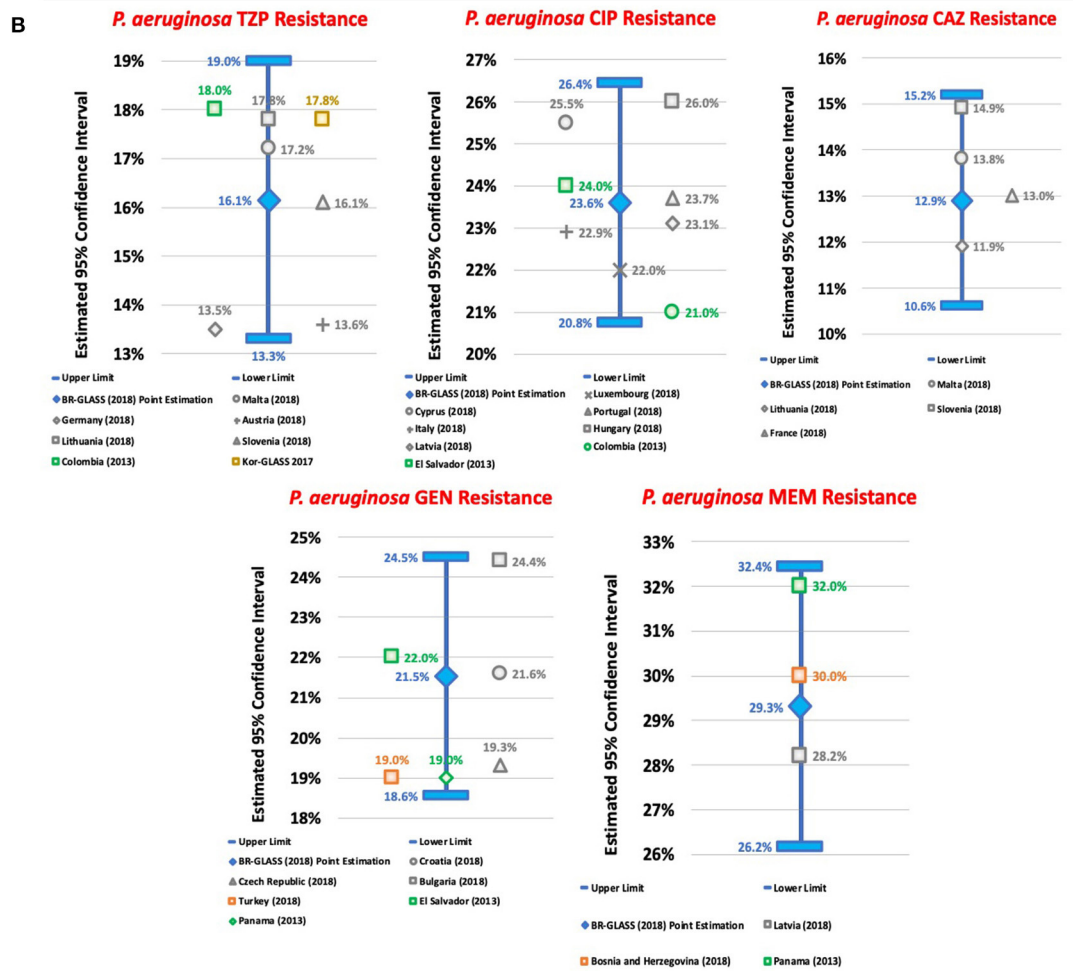 B
P. aeruginosa TZP Resistance
Estimated 95% Confidence Interval
19%
18%
17%
16%
15%
14%
13%
19.0%
18.0%
17.8%
17.8%
17.2%
16.1%
16.1%
13.5%
13.6%
13.3%
Upper Limit
Lower Limit
BR-GLASS (2018) Point Estimation
Malta (2018)
Germany (2018)
Austria (2018)
Lithuania (2018)
Slovenia (2018)
Colombia (2013)
Kor-GLASS 2017
P. aeruginosa CIP Resistance
Estimated 95% Confidence Interval
27%
26%
25%
24%
23%
22%
21%
20%
26.4%
25.5%
26.0%
24.0%
23.6%
23.7%
23.1%
22.9%
22.0%
21.0%
20.8%
Upper Limit
Lower Limit
BR-GLASS (2018) Point Estimation
Luxembourg (2018)
Cyprus (2018)
Portugal (2018)
Italy (2018)
Hungary (2018)
Latvia (2018)
Colombia (2013)
El Salvador (2013)
P. aeruginosa CAZ Resistance
Estimated 95% Confidence Interval
16%
15%
14%
13%
12%
11%
10%
15.2%
14.9%
13.8%
13.0%
12.9%
11.9%
10.6%
Upper Limit
Lower Limit
BR-GLASS (2018) Point Estimation
Malta (2018)
Lithuania (2018)
Slovenia (2018)
France (2018)
P. aeruginosa GEN Resistance
Estimated 95% Confidence Interval
25%
24%
23%
22%
21%
20%
19%
18%
24.5%
24.4%
22.0%
21.5%
21.6%
19.3%
19.0%
19.0%
18.6%
Upper Limit
Lower Limit
BR-GLASS (2018) Point Estimation
Croatia (2018)
Czech Republic (2018)
Bulgaria (2018)
Turkey (2018)
El Salvador (2013)
Panama (2013)
P. aeruginosa MEM Resistance
Estimated 95% Confidence Interval
33%
32%
31%
30%
29%
28%
27%
26%
32.4%
32.0%
30.0%
29.3%
28.2%
26.2%
Upper Limit
Lower Limit
BR-GLASS (2018) Point Estimation
Latvia (2018)
Bosnia and Herzegovina (2018)
Panama (2013)